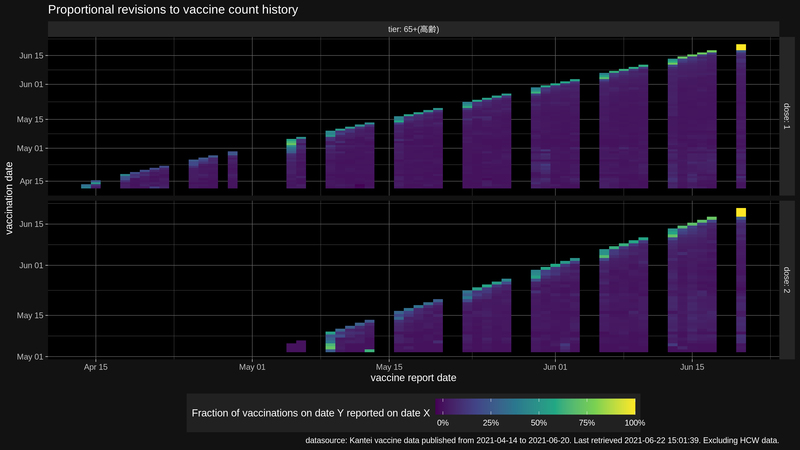 Proportional revisions to vaccine count history
tier: 65+(高齢)
Jun 15
Jun 01
May 15
May 01
Apr 15
dose: 1
vaccination date
Jun 15
Jun 01
May 15
May 01
dose: 2
Apr 15
May 01
May 15
Jun 01
Jun 15
vaccine report date
Fraction of vaccinations on date Y reported on date X
0%
25%
50%
75%
100%
datasource: Kantei vaccine data published from 2021-04-14 to 2021-06-20. Last retrieved 2021-06-22 15:01:39. Excluding HCW data.